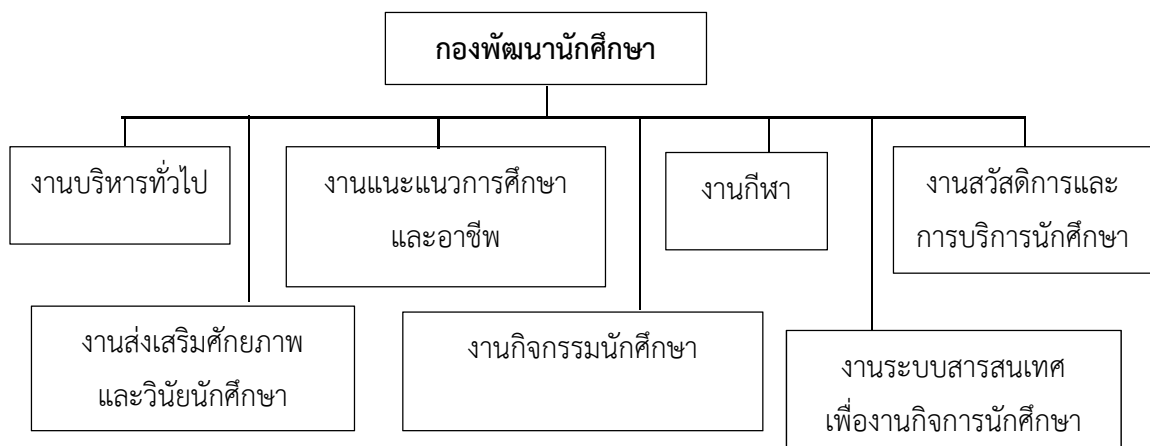 กองพัฒนานักศึกษา
งานบริหารทั่วไป
งานแนะแนวการศึกษา
และอาชีพ
งานกีฬา
งานสวัสดิการและ
การบริการนักศึกษา
งานส่งเสริมศักยภาพ
และวินัยนักศึกษา
งานกิจกรรมนักศึกษา
งานระบบสารสนเทศ
เพื่องานกิจการนักศึกษา